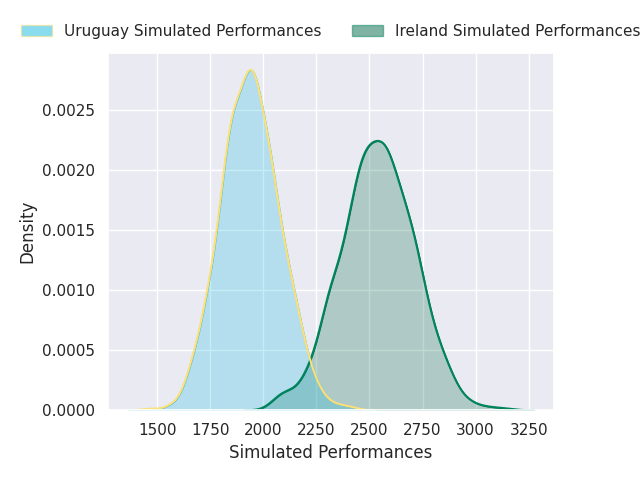 Uruguay Simulated Performances Ireland Simulated Performances
0.0025
0.0020
0.0015
0.0010
0.0005
0.0000
Density
1500 1750 2000 2250 2500 2750 3000 3250
Simulated Performances